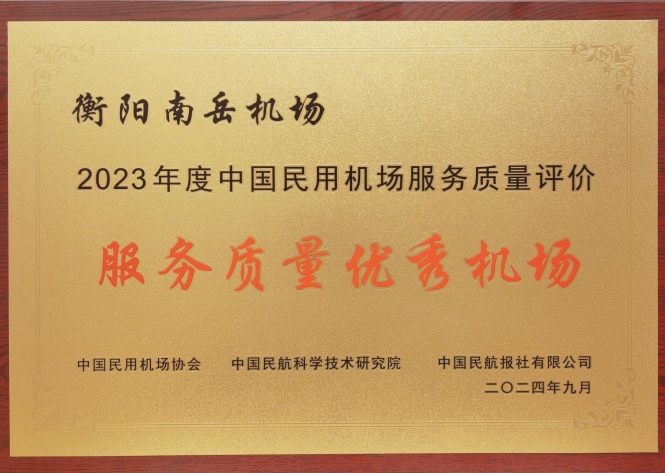 衡阳南岳机场
2023年度中国民用机场服务质量评价
服务质量优秀机场
中国民用机场协会 中国民航科学技术研究院 中国民航报社有限公司
二〇二四年九月